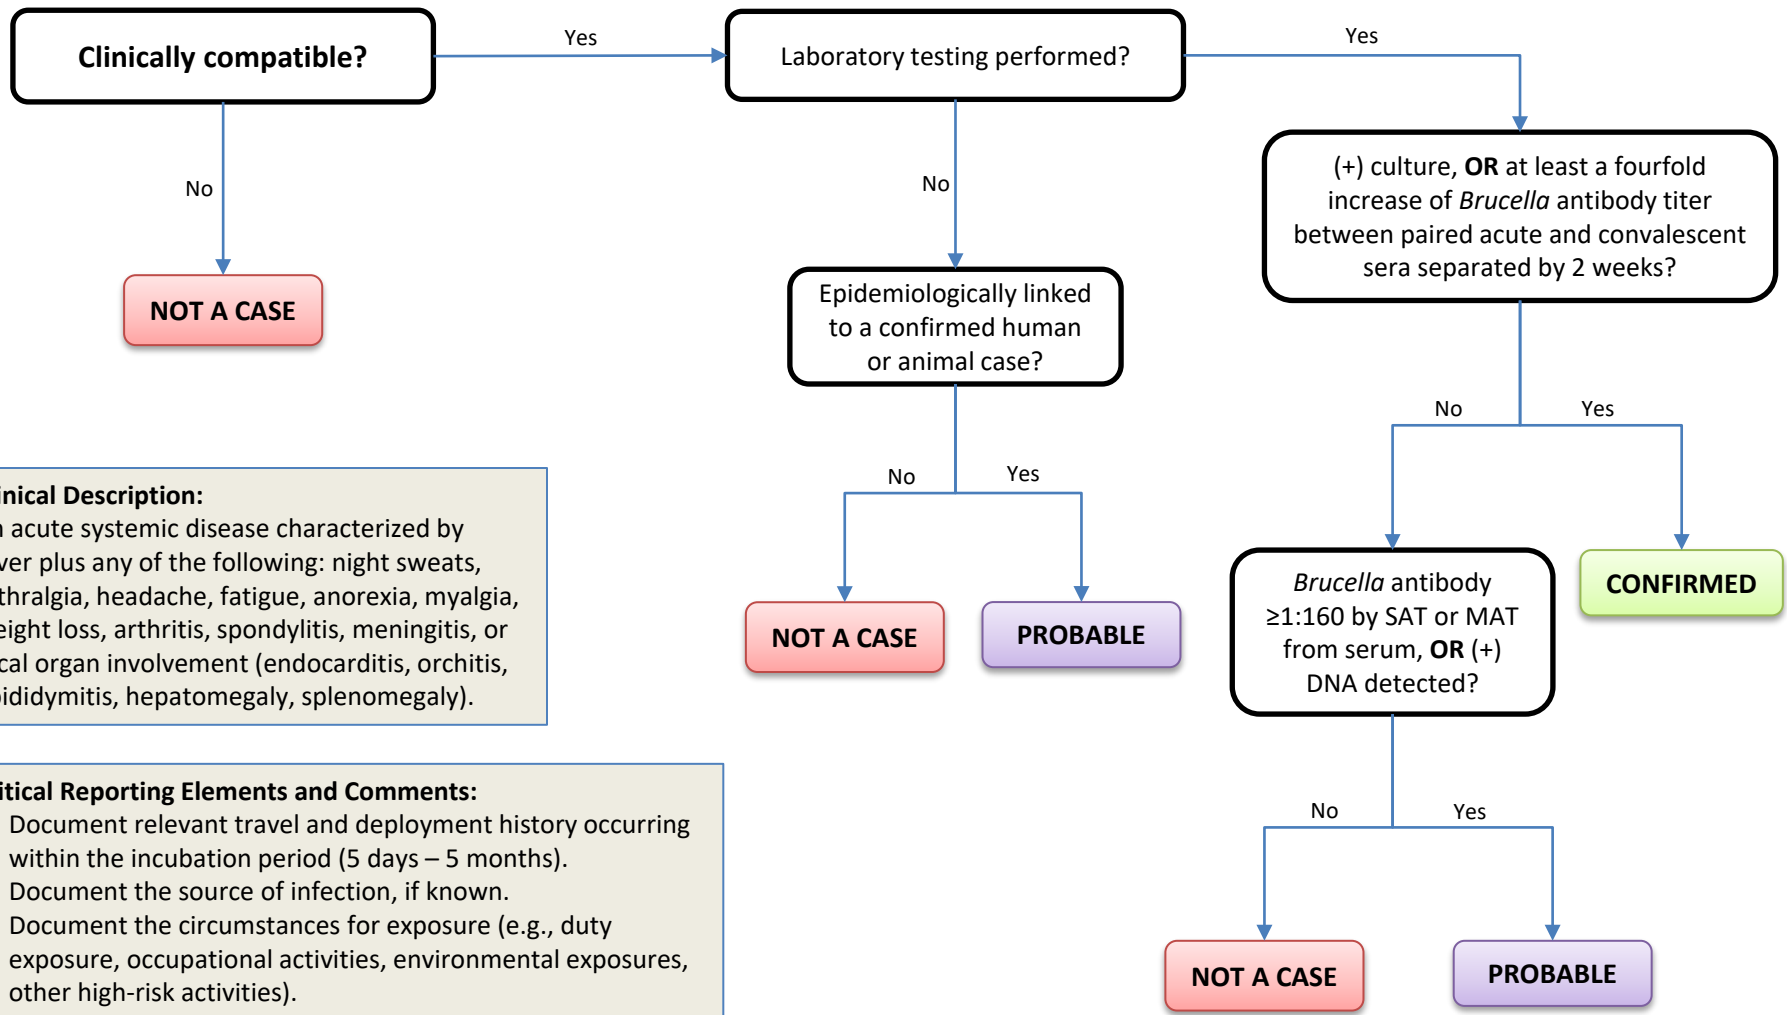 Clinically compatible?
Yes
Laboratory testing performed?
Yes
No
NOT A CASE
No
Epidemiologically linked
to a confirmed human
or animal case?
No
Yes
NOT A CASE
PROBABLE
(+) culture, OR at least a fourfold
increase of Brucella antibody titer
between paired acute and convalescent
sera separated by 2 weeks?
No
Yes
CONFIRMED
Brucella antibody
≥1:160 by SAT or MAT
from serum, OR (+)
DNA detected?
No
Yes
NOT A CASE
PROBABLE
inical Description:
acute systemic disease characterized by
ver plus any of the following: night sweats,
thralgia, headache, fatigue, anorexia, myalgia,
eight loss, arthritis, spondylitis, meningitis, or
cal organ involvement (endocarditis, orchitis,
ididymitis, hepatomegaly, splenomegaly).
itical Reporting Elements and Comments:
Document relevant travel and deployment history occurring
within the incubation period (5 days – 5 months).
Document the source of infection, if known.
Document the circumstances for exposure (e.g., duty
exposure, occupational activities, environmental exposures,
other high-risk activities).